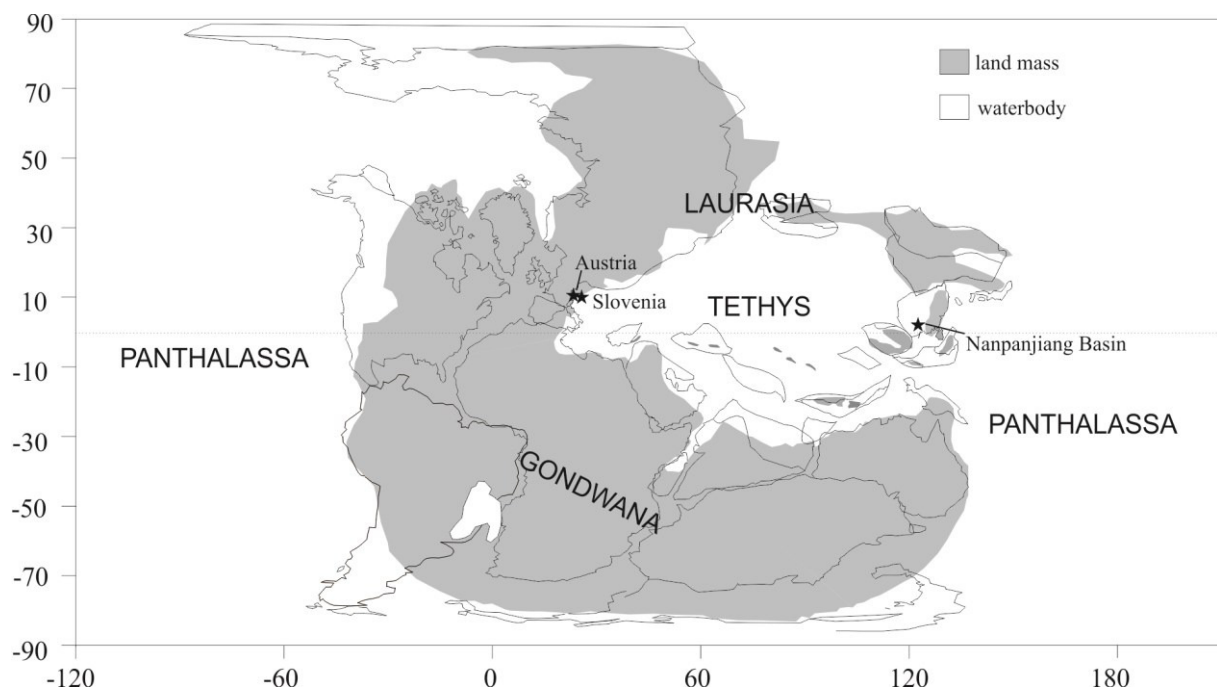 90
70
50
30
10
-10
-30
-50
-70
-90
-120
-60
0
60
120
180
land mass
waterbody
LAURASIA
Austria
Slovenia
TETHYS
Nanpanjiang Basin
PANTHALASSA
PANTHALASSA
GONDWANA